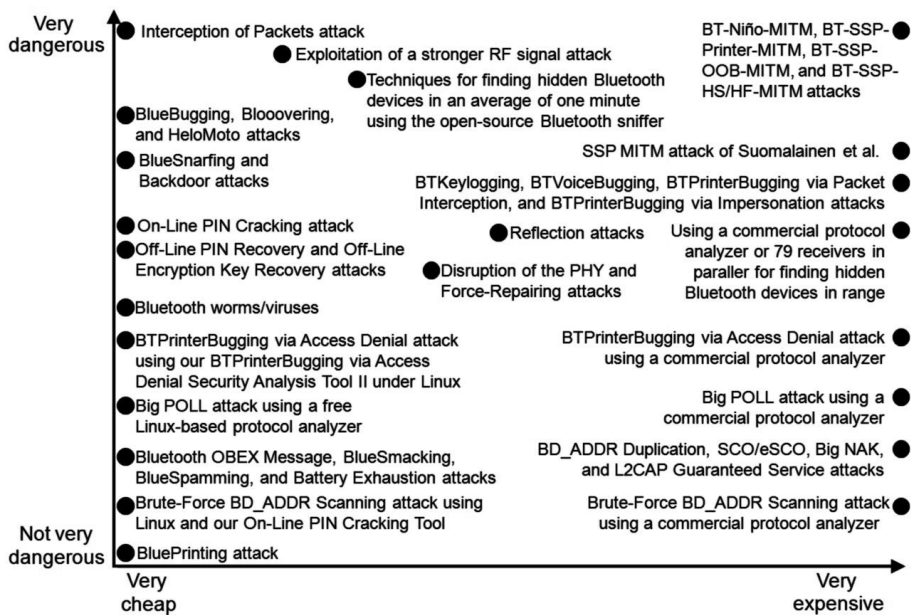 Very
dangerous
Interception of Packets attack
Exploitation of a stronger RF signal attack
Techniques for finding hidden Bluetooth
devices in an average of one minute
using the open-source Bluetooth sniffer
BT-Niño-MITM, BT-SSP-
Printer-MITM, BT-SSP-
OOB-MITM, and BT-SSP-
HS/HF-MITM attacks
BlueBugging, Blooovering,
and HeloMoto attacks
BlueSnarfing and
Backdoor attacks
SSP MITM attack of Suomalainen et al.
BTKeylogging, BTVoiceBugging, BTPrinterBugging via Packet
Interception, and BTPrinterBugging via Impersonation attacks
On-Line PIN Cracking attack
Off-Line PIN Recovery and Off-Line
Encryption Key Recovery attacks
Reflection attacks
Disruption of the PHY and
Force-Repairing attacks
Using a commercial protocol
analyzer or 79 receivers in
paraller for finding hidden
Bluetooth devices in range
Bluetooth worms/viruses
BTPrinterBugging via Access Denial attack
using our BTPrinterBugging via Access
Denial Security Analysis Tool II under Linux
BTPrinterBugging via Access Denial attack
using a commercial protocol analyzer
Big POLL attack using a free
Linux-based protocol analyzer
Big POLL attack using a
commercial protocol analyzer
Bluetooth OBEX Message, BlueSmacking,
BlueSpamming, and Battery Exhaustion attacks
BD_ADDR Duplication, SCO/eSCO, Big NAK,
and L2CAP Guaranteed Service attacks
Brute-Force BD_ADDR Scanning attack using
Linux and our On-Line PIN Cracking Tool
Brute-Force BD_ADDR Scanning attack
using a commercial protocol analyzer
Not very
dangerous
BluePrinting attack
Very
cheap
Very
expensive